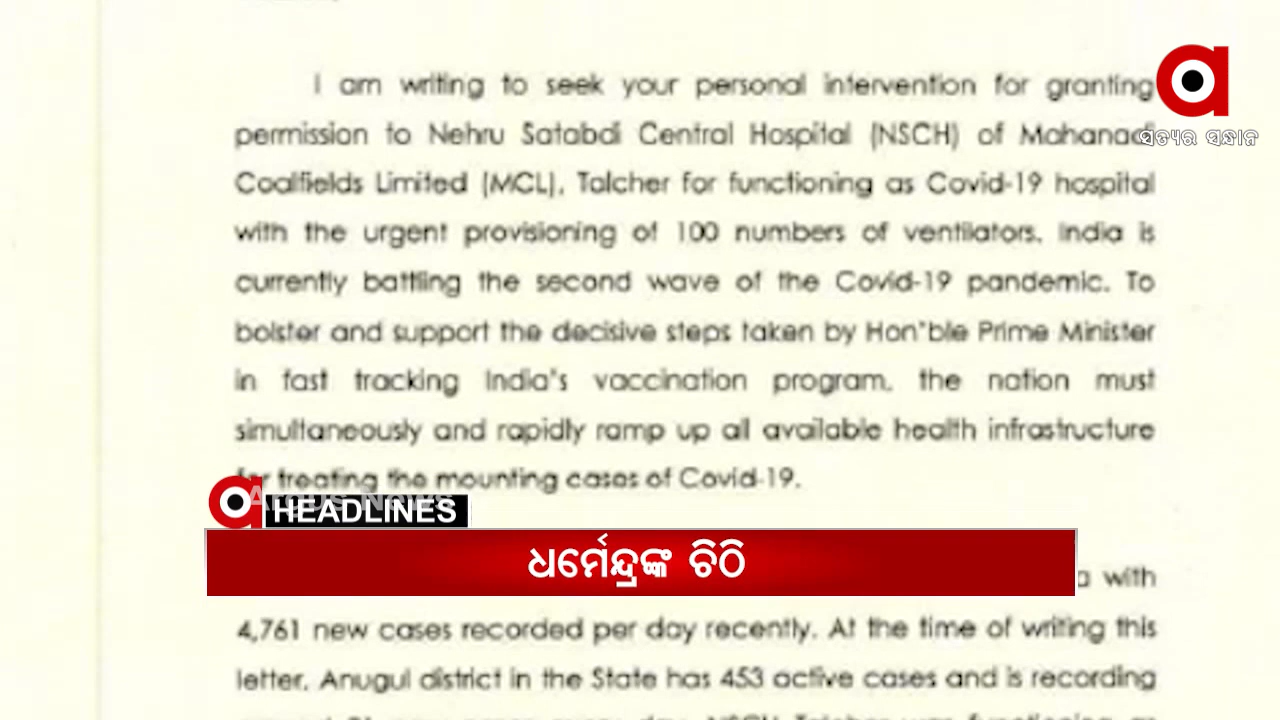 I am writing to seek your personal intervention for granting
permission to Nehru Satabdi Central Hospital (NSCH) of Mahanadi
Coalfields Limited (MCL), Talcher for functioning as Covid-19 hospital
with the urgent provisioning of 100 numbers of ventilators. India is
currently battling the second wave of the Covid-19 pandemic. To
bolster and support the decisive steps taken by Hon'ble Prime Minister
in fast tracking India's vaccination program, the nation must
simultaneously and rapidly ramp up all available health infrastructure
for treating the mounting cases of Covid-19.
ସତ୍ୟର ସନ୍ଧାନ
Argus News
HEADLINES
ଧର୍ମେନ୍ଦ୍ରଙ୍କ ଚିଠି
with
4,761 new cases recorded per day recently. At the time of writing this
letter, Anugul district in the State has 453 active cases and is recording